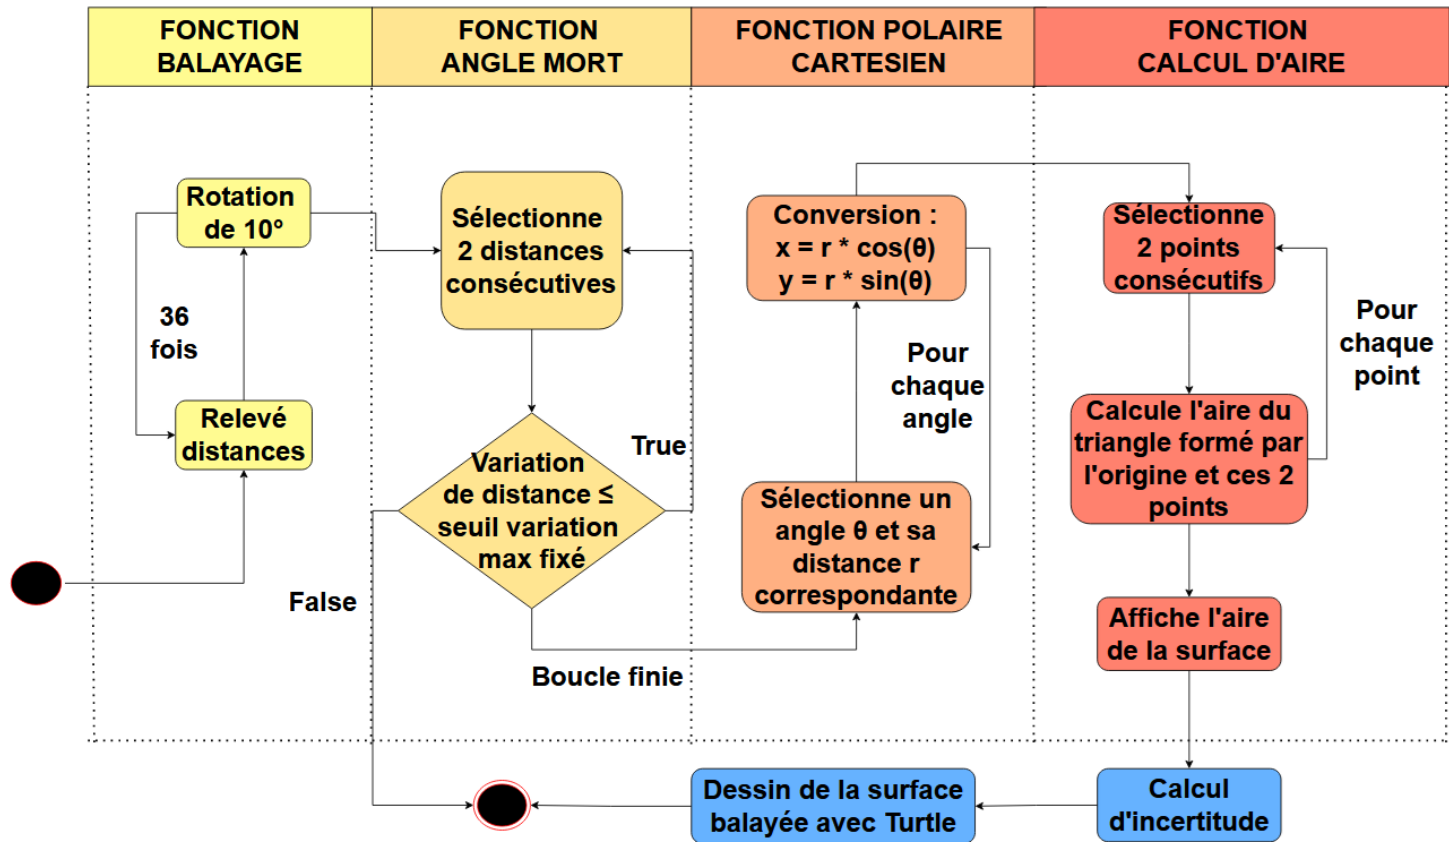 FONCTION
BALAYAGE
FONCTION
ANGLE MORT
FONCTION POLAIRE
CARTESIEN
FONCTION
CALCUL D'AIRE
Rotation
de 10°
36
fois
Relevé
distances
Sélectionne
2 distances
consécutives
Variation
de distance ≤
seuil variation
max fixé
True
False
Boucle finie
Conversion :
x = r * cos(θ)
y = r * sin(θ)
Pour
chaque
angle
Sélectionne un
angle θ et sa
distance r
correspondante
Sélectionne
2 points
consécutifs
Pour
chaque
point
Calcule l'aire du
triangle formé par
l'origine et ces 2
points
Affiche l'aire
de la surface
Calcul
d'incertitude
Dessin de la surface
balayée avec Turtle